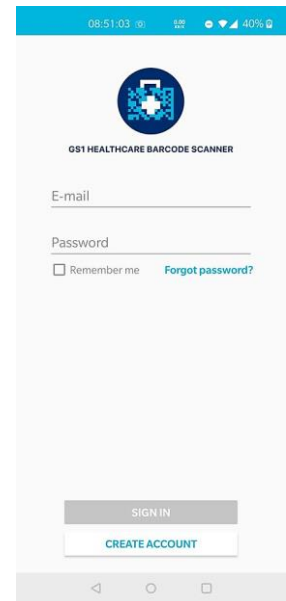 08:51:03
40%
GS1 HEALTHCARE BARCODE SCANNER
E-mail
Password
Remember me Forgot password?
SIGN IN
CREATE ACCOUNT